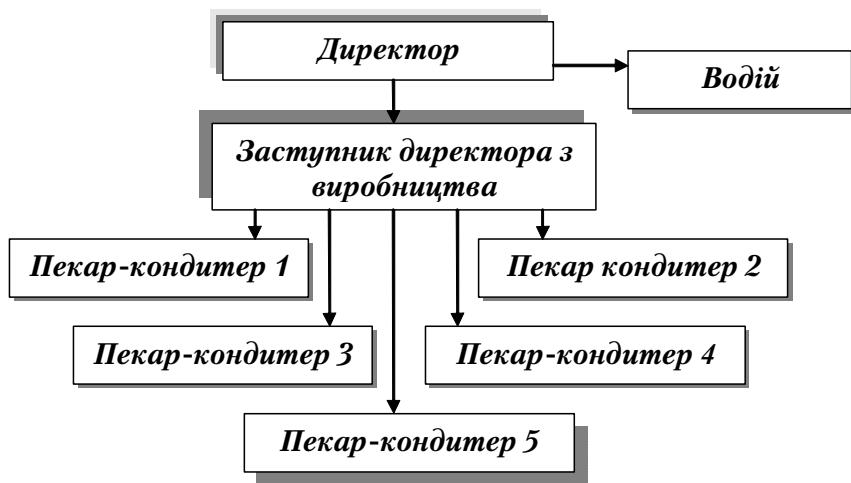 Директор
Водій
Заступник директора з
виробництва
Пекар-кондитер 1
Пекар кондитер 2
Пекар-кондитер 3
Пекар-кондитер 4
Пекар-кондитер 5